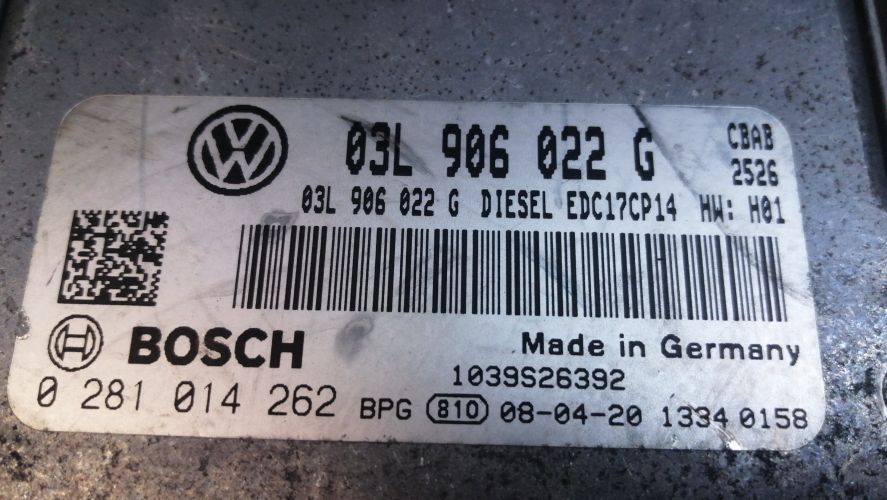 03L 906 022 G CBAB
2526
03L 906 022 G DIESEL EDC17CP14 HW: H01
BOSCH Made in Germany
1039S26392
0 281 014 262 BPG 810 08-04-20 1334 0158